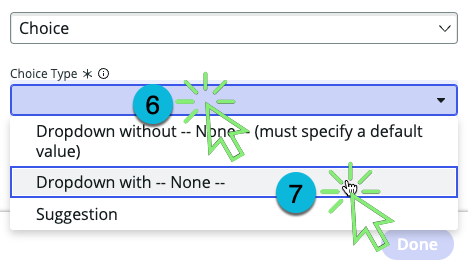 Choice
Choice Type * 
6
Dropdown without -- None -- (must specify a default
value)
Dropdown with -- None --
7
Suggestion
Done